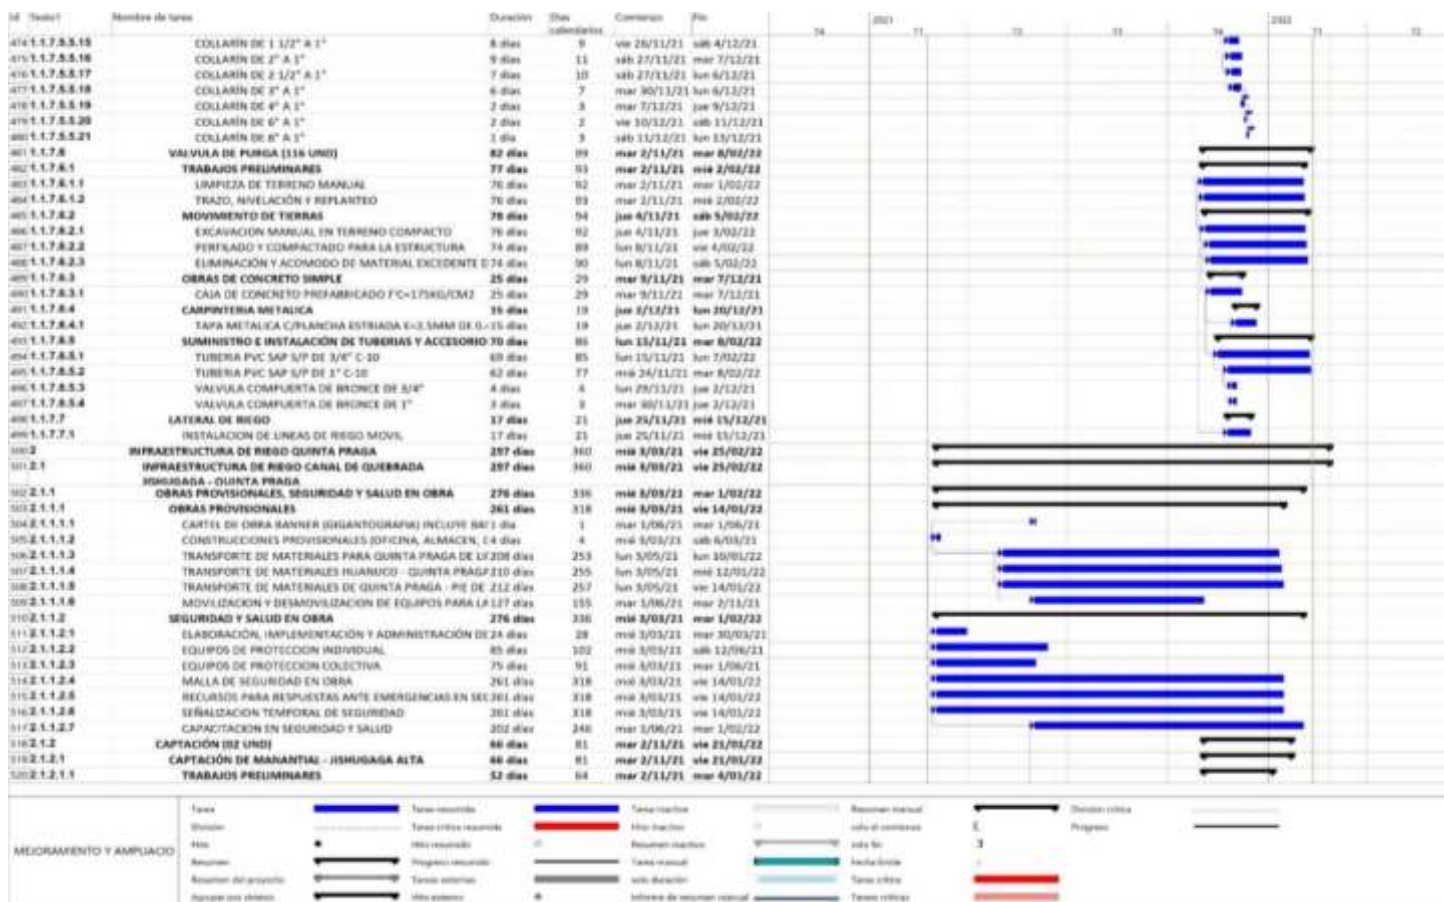 Id Texto1 Nombre de tarea Duración Días calendarios Comienzo Fin 2021 2022
T4 T1 T2 T3 T4 T1 T2
474 1.1.7.5.5.15 COLLARÍN DE 1 1/2" A 1" 8 días 9 vie 26/11/21 sáb 4/12/21
475 1.1.7.5.5.16 COLLARÍN DE 2" A 1" 9 días 11 sáb 27/11/21 mar 7/12/21
476 1.1.7.5.5.17 COLLARÍN DE 2 1/2" A 1" 7 días 10 sáb 27/11/21 lun 6/12/21
477 1.1.7.5.5.18 COLLARÍN DE 3" A 1" 6 días 7 mar 30/11/21 lun 6/12/21
478 1.1.7.5.5.19 COLLARÍN DE 4" A 1" 2 días 3 mar 7/12/21 jue 9/12/21
479 1.1.7.5.5.20 COLLARÍN DE 6" A 1" 2 días 2 vie 10/12/21 sáb 11/12/21
480 1.1.7.5.5.21 COLLARÍN DE 8" A 1" 1 día 3 sáb 11/12/21 lun 13/12/21
481 1.1.7.6 VALVULA DE PURGA (116 UND) 82 días 99 mar 2/11/21 mar 8/02/22
482 1.1.7.6.1 TRABAJOS PRELIMINARES 77 días 93 mar 2/11/21 mié 2/02/22
483 1.1.7.6.1.1 LIMPIEZA DE TERRENO MANUAL 76 días 92 mar 2/11/21 mar 1/02/22
484 1.1.7.6.1.2 TRAZO, NIVELACIÓN Y REPLANTEO 76 días 93 mar 2/11/21 mié 2/02/22
485 1.1.7.6.2 MOVIMIENTO DE TIERRAS 78 días 94 jue 4/11/21 sáb 5/02/22
486 1.1.7.6.2.1 EXCAVACION MANUAL EN TERRENO COMPACTO 76 días 92 jue 4/11/21 jue 3/02/22
487 1.1.7.6.2.2 PERFILADO Y COMPACTADO PARA LA ESTRUCTURA 74 días 89 lun 8/11/21 vie 4/02/22
488 1.1.7.6.2.3 ELIMINACIÓN Y ACOMODO DE MATERIAL EXCEDENTE D 74 días 90 lun 8/11/21 sáb 5/02/22
489 1.1.7.6.3 OBRAS DE CONCRETO SIMPLE 25 días 29 mar 9/11/21 mar 7/12/21
490 1.1.7.6.3.1 CAJA DE CONCRETO PREFABRICADO F'C=175KG/CM2 25 días 29 mar 9/11/21 mar 7/12/21
491 1.1.7.6.4 CARPINTERIA METALICA 15 días 19 jue 2/12/21 lun 20/12/21
492 1.1.7.6.4.1 TAPA METALICA C/PLANCHA ESTRIADA E=2.5MM DE 0. 15 días 19 jue 2/12/21 lun 20/12/21
493 1.1.7.6.5 SUMINISTRO E INSTALACIÓN DE TUBERIAS Y ACCESORIO 70 días 86 lun 15/11/21 mar 8/02/22
494 1.1.7.6.5.1 TUBERIA PVC SAP S/P DE 3/4" C-10 69 días 85 lun 15/11/21 lun 7/02/22
495 1.1.7.6.5.2 TUBERIA PVC SAP S/P DE 1" C-10 62 días 77 mié 24/11/21 mar 8/02/22
496 1.1.7.6.5.3 VALVULA COMPUERTA DE BRONCE DE 3/4" 4 días 4 lun 29/11/21 jue 2/12/21
497 1.1.7.6.5.4 VALVULA COMPUERTA DE BRONCE DE 1" 3 días 3 mar 30/11/21 jue 2/12/21
498 1.1.7.7 LATERAL DE RIEGO 17 días 21 jue 25/11/21 mié 15/12/21
499 1.1.7.7.1 INSTALACION DE LINEAS DE RIEGO MOVIL 17 días 21 jue 25/11/21 mié 15/12/21
500 2 INFRAESTRUCTURA DE RIEGO QUINTA PRAGA 297 días 360 mié 3/03/21 vie 25/02/22
501 2.1 INFRAESTRUCTURA DE RIEGO CANAL DE QUEBRADA 297 días 360 mié 3/03/21 vie 25/02/22
JISHUGAGA - QUINTA PRAGA
502 2.1.1 OBRAS PROVISIONALES, SEGURIDAD Y SALUD EN OBRA 276 días 336 mié 3/03/21 mar 1/02/22
503 2.1.1.1 OBRAS PROVISIONALES 261 días 318 mié 3/03/21 vie 14/01/22
504 2.1.1.1.1 CARTEL DE OBRA BANNER (GIGANTOGRAFIA) INCLUYE BA 1 día 1 mar 1/06/21 mar 1/06/21
505 2.1.1.1.2 CONSTRUCCIONES PROVISIONALES (OFICINA, ALMACEN, 4 días 4 mié 3/03/21 sáb 6/03/21
506 2.1.1.1.3 TRANSPORTE DE MATERIALES PARA QUINTA PRAGA DE 208 días 253 lun 3/05/21 lun 10/01/22
507 2.1.1.1.4 TRANSPORTE DE MATERIALES HUANUCO - QUINTA PRAGA 210 días 255 lun 3/05/21 mié 12/01/22
508 2.1.1.1.5 TRANSPORTE DE MATERIALES DE QUINTA PRAGA - PIE DE 212 días 257 lun 3/05/21 vie 14/01/22
509 2.1.1.1.6 MOVILIZACION Y DESMOVILIZACION DE EQUIPOS PARA LA 127 días 155 mar 1/06/21 mar 2/11/21
510 2.1.1.2 SEGURIDAD Y SALUD EN OBRA 276 días 336 mié 3/03/21 mar 1/02/22
511 2.1.1.2.1 ELABORACIÓN, IMPLEMENTACIÓN Y ADMINISTRACIÓN DE 24 días 28 mié 3/03/21 mar 30/03/21
512 2.1.1.2.2 EQUIPOS DE PROTECCION INDIVIDUAL 85 días 102 mié 3/03/21 sáb 12/06/21
513 2.1.1.2.3 EQUIPOS DE PROTECCION COLECTIVA 75 días 91 mié 3/03/21 mar 1/06/21
514 2.1.1.2.4 MALLA DE SEGURIDAD EN OBRA 261 días 318 mié 3/03/21 vie 14/01/22
515 2.1.1.2.5 RECURSOS PARA RESPUESTAS ANTE EMERGENCIAS EN SE 261 días 318 mié 3/03/21 vie 14/01/22
516 2.1.1.2.6 SEÑALIZACION TEMPORAL DE SEGURIDAD 261 días 318 mié 3/03/21 vie 14/01/22
517 2.1.1.2.7 CAPACITACION EN SEGURIDAD Y SALUD 202 días 246 mar 1/06/21 mar 1/02/22
518 2.1.2 CAPTACIÓN (02 UND) 66 días 81 mar 2/11/21 vie 21/01/22
519 2.1.2.1 CAPTACIÓN DE MANANTIAL - JISHUGAGA ALTA 66 días 81 mar 2/11/21 vie 21/01/22
520 2.1.2.1.1 TRABAJOS PRELIMINARES 52 días 64 mar 2/11/21 mar 4/01/22
MEJORAMIENTO Y AMPLIACIO
Tarea Tarea resumida Tarea inactiva Resumen manual División crítica
División Tarea crítica resumida Hito inactivo solo el comienzo Progreso
Hito Hito resumido Resumen inactivo solo fin
Resumen Progreso resumido Tarea manual Fecha límite
Resumen del proyecto Tareas externas solo duración Tarea crítica
Agrupar por síntesis Hito externo Informe de resumen manual Tareas críticas